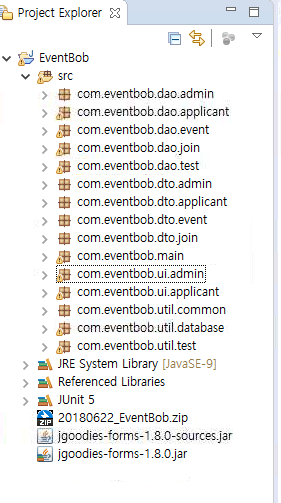 Project Explorer
EventBob
src
com.eventbob.dao.admin
com.eventbob.dao.applicant
com.eventbob.dao.event
com.eventbob.dao.join
com.eventbob.dao.test
com.eventbob.dto.admin
com.eventbob.dto.applicant
com.eventbob.dto.event
com.eventbob.dto.join
com.eventbob.main
com.eventbob.ui.admin
com.eventbob.ui.applicant
com.eventbob.util.common
com.eventbob.util.database
com.eventbob.util.test
JRE System Library [JavaSE-9]
Referenced Libraries
JUnit 5
ZIP 20180622_EventBob.zip
jgoodies-forms-1.8.0-sources.jar
jgoodies-forms-1.8.0.jar